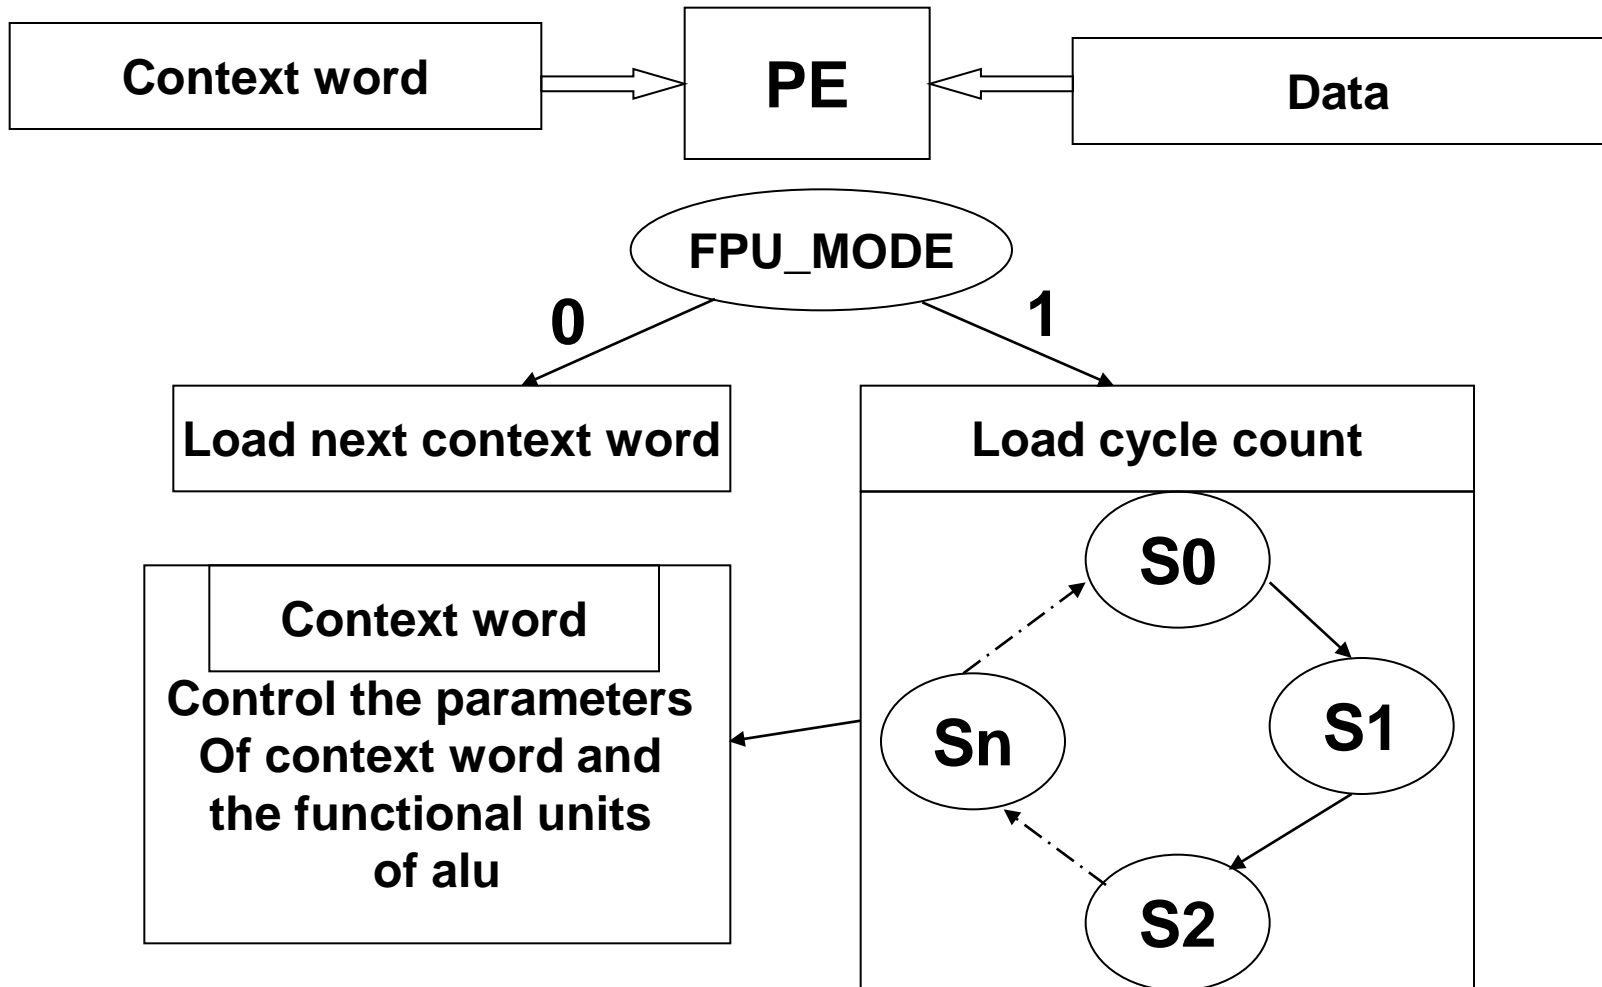 Context word
PE
Data
FPU_MODE
0
1
Load next context word
Load cycle count
S0
Context word
Control the parameters
Of context word and
the functional units
of alu
Sn
S1
S2